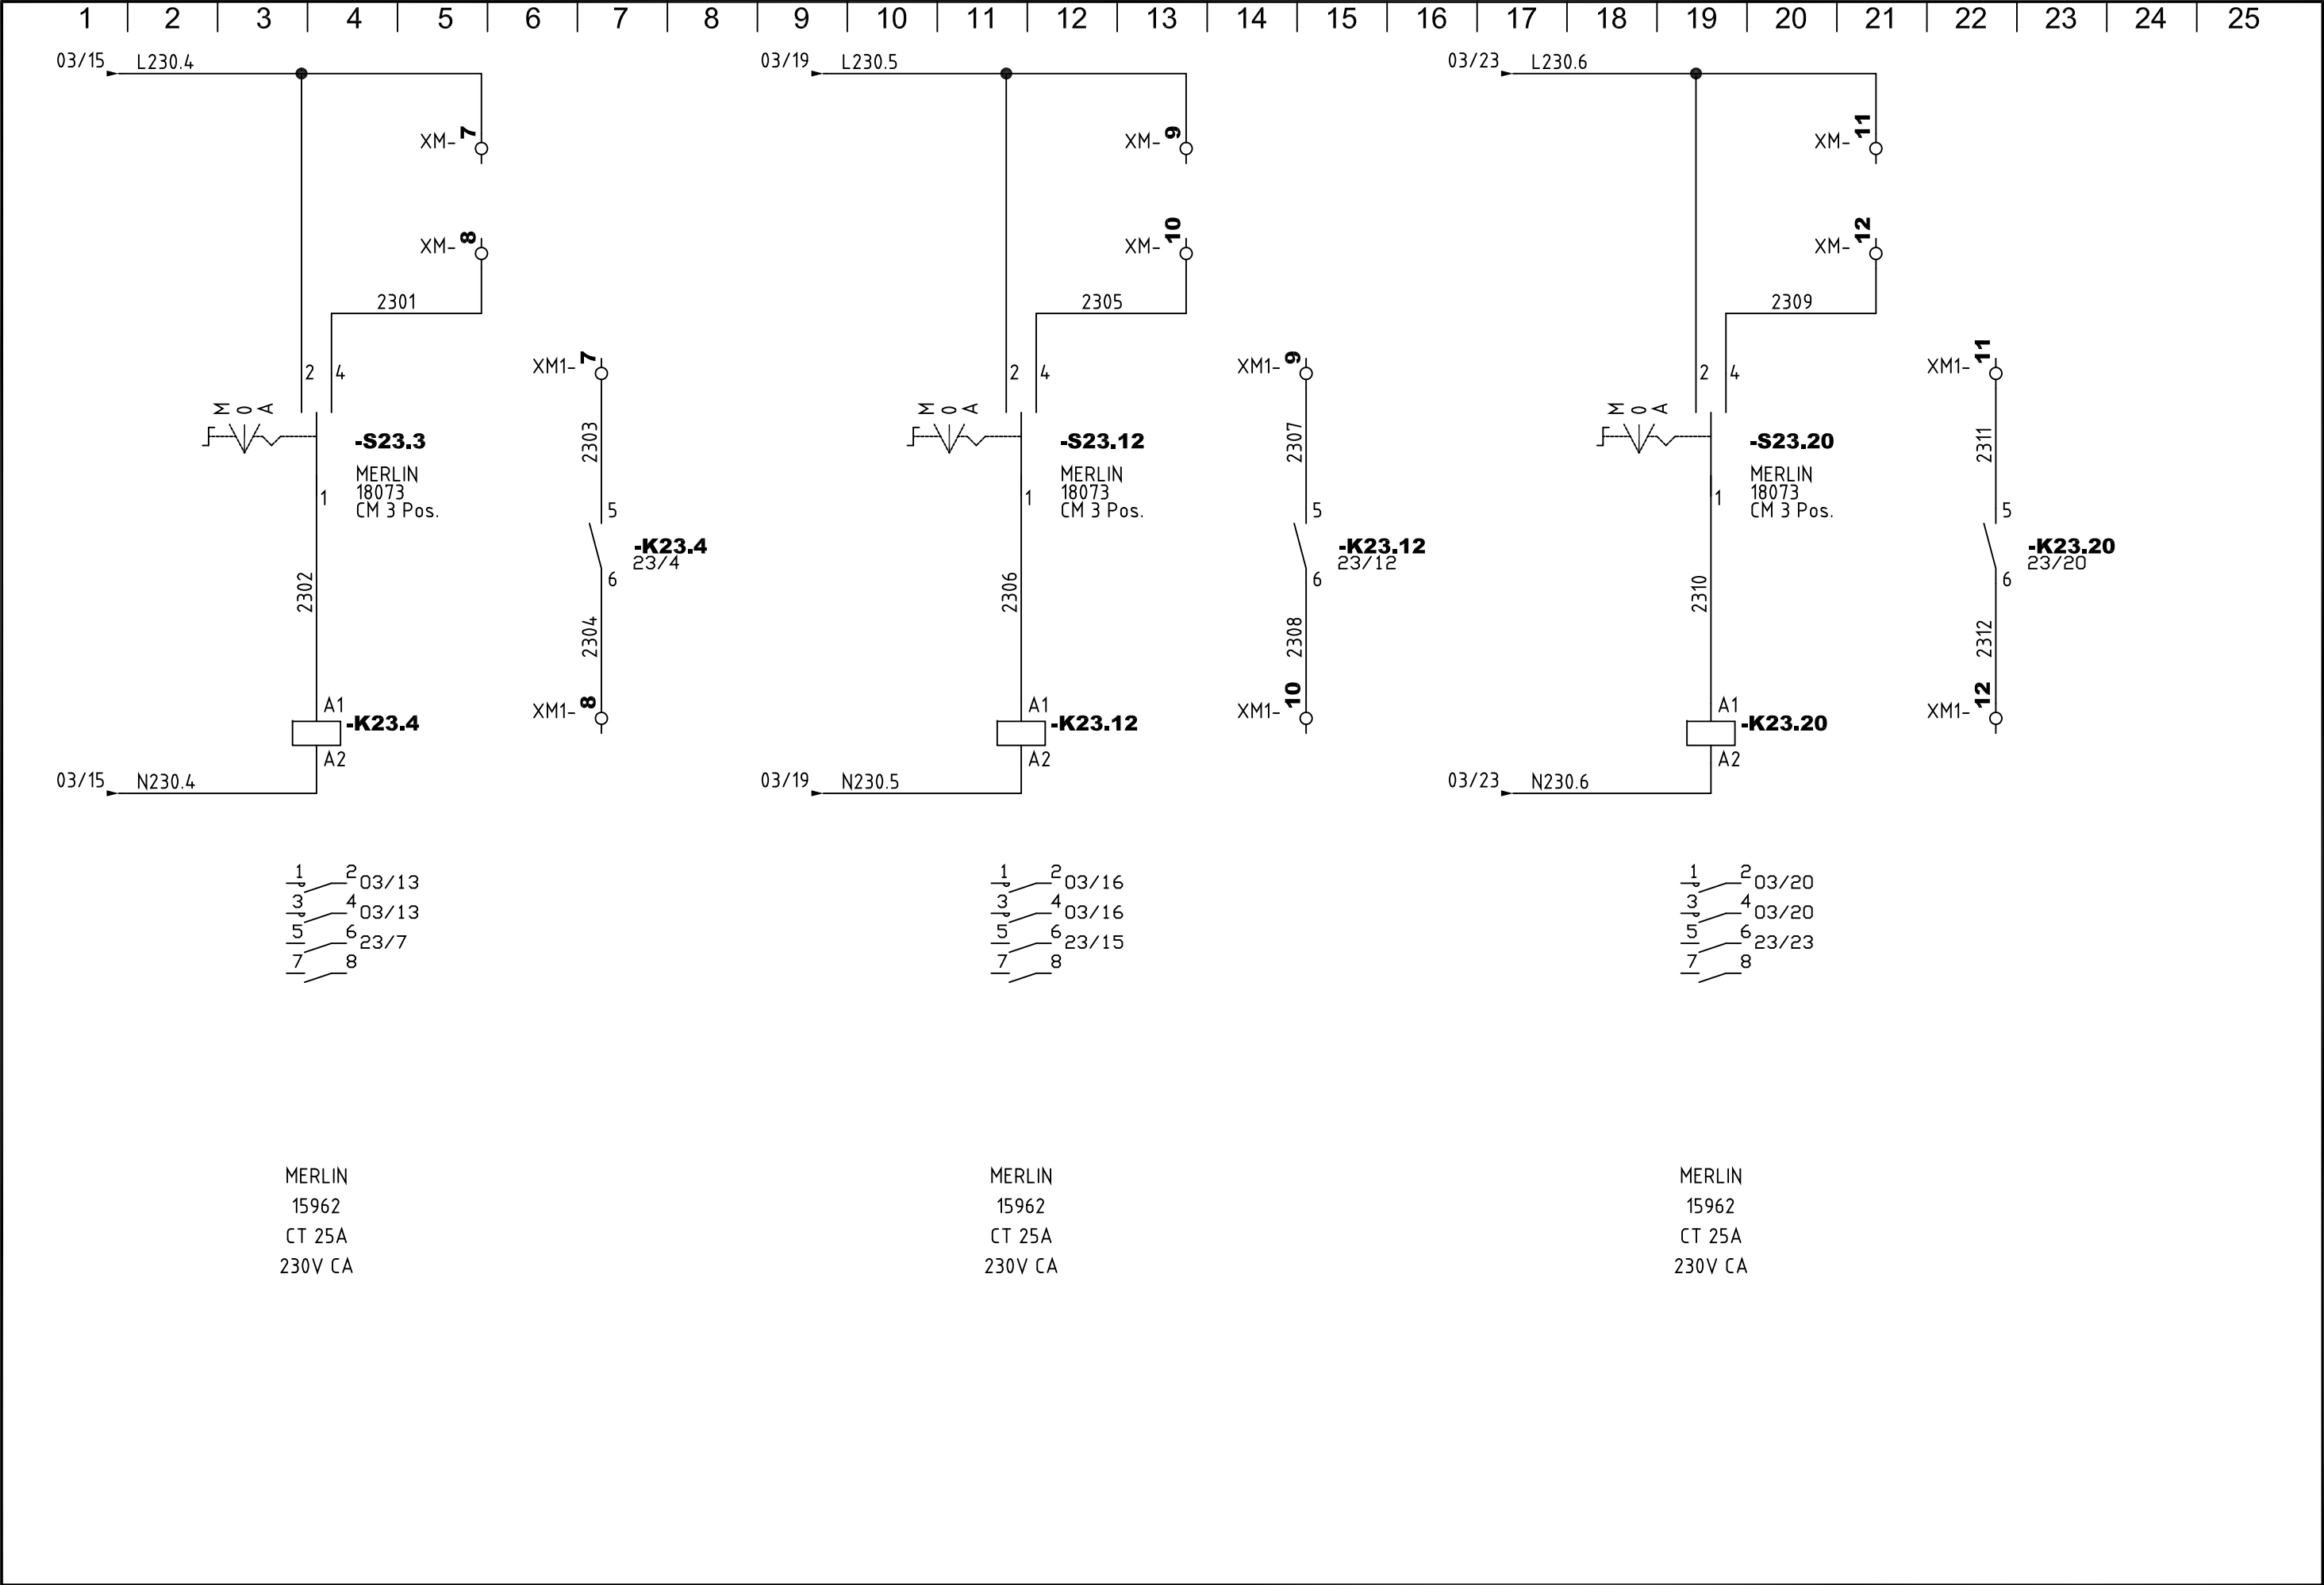 1 2 3 4 5 6 7 8 9 10 11 12 13 14 15 16 17 18 19 20 21 22 23 24 25
03/15 L230.4
XM- 7
XM- 8
2301
2 4
M 0 A
-S23.3
MERLIN
18073
CM 3 Pos.
1
2302
A1
-K23.4
A2
03/15 N230.4
XM1- 7
2303
5
-K23.4
23/4
6
2304
XM1- 8
1 2 03/13
3 4 03/13
5 6 23/7
7 8
MERLIN
15962
CT 25A
230V CA
03/19 L230.5
XM- 9
XM- 10
2305
2 4
M 0 A
-S23.12
MERLIN
18073
CM 3 Pos.
1
2306
A1
-K23.12
A2
03/19 N230.5
XM1- 9
2307
5
-K23.12
23/12
6
2308
XM1- 10
1 2 03/16
3 4 03/16
5 6 23/15
7 8
MERLIN
15962
CT 25A
230V CA
03/23 L230.6
XM- 11
XM- 12
2309
2 4
M 0 A
-S23.20
MERLIN
18073
CM 3 Pos.
1
2310
A1
-K23.20
A2
03/23 N230.6
XM1- 11
2311
5
-K23.20
23/20
6
2312
XM1- 12
1 2 03/20
3 4 03/20
5 6 23/23
7 8
MERLIN
15962
CT 25A
230V CA